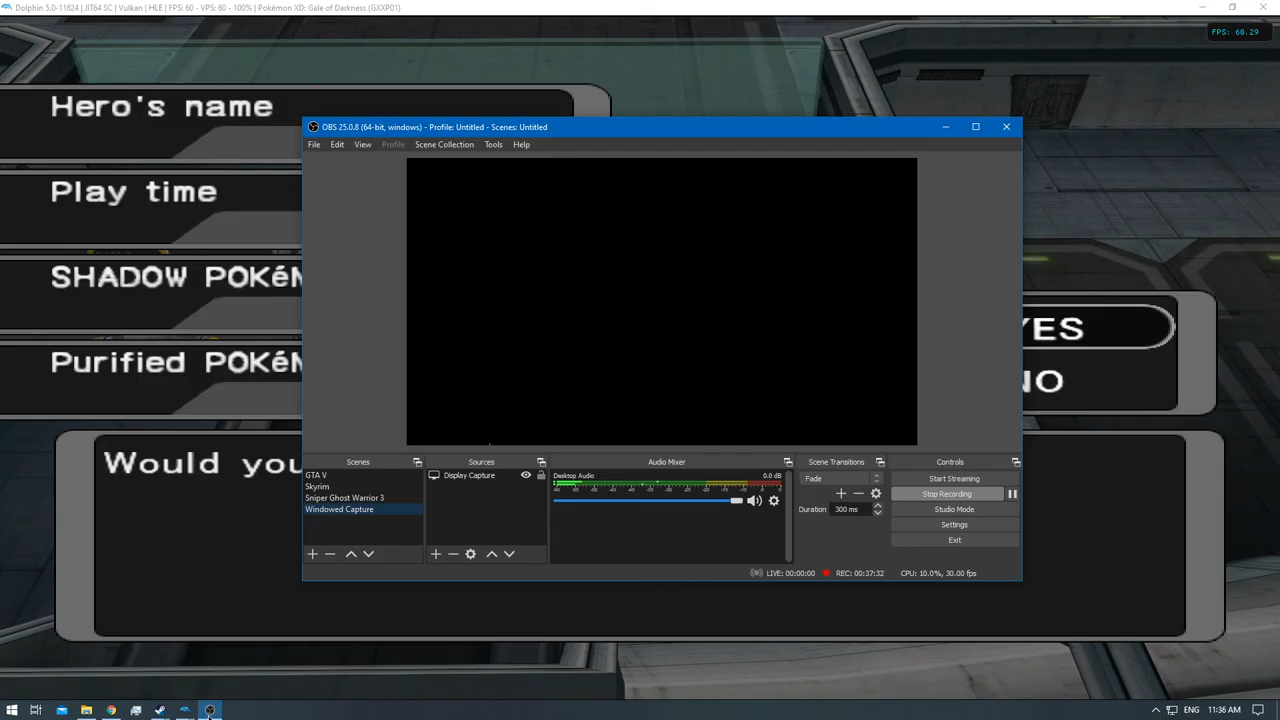 Dolphin 5.0-11824 | JIT64 SC | Vulkan | HLE | FPS: 60 - VPS: 60 - 100% | Pokémon XD: Gale of Darkness (GXXP01)
FPS: 60.29
Hero's name
Play time
SHADOW POKéM
Purified POKéM
YES
NO
Would you
OBS 25.0.8 (64-bit, windows) - Profile: Untitled - Scenes: Untitled
File Edit View Profile Scene Collection Tools Help
Scenes
GTA V
Skyrim
Sniper Ghost Warrior 3
Windowed Capture
Sources
Display Capture
Audio Mixer
Desktop Audio 0.0 dB
Scene Transitions
Fade
Duration 300 ms
Controls
Start Streaming
Stop Recording
Studio Mode
Settings
Exit
LIVE: 00:00:00 REC: 00:37:32 CPU: 10.0%, 30.00 fps
ENG 11:36 AM